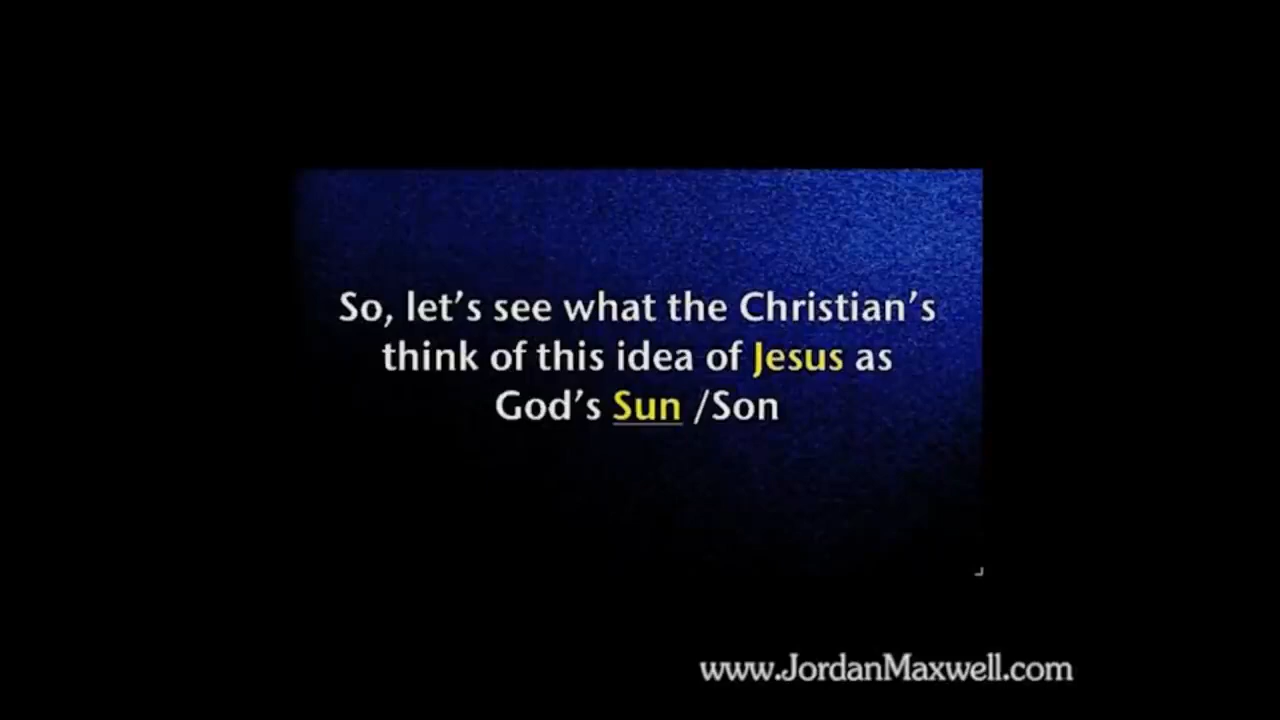 So, let's see what the Christian's
think of this idea of Jesus as
God's Sun /Son
www.JordanMaxwell.com